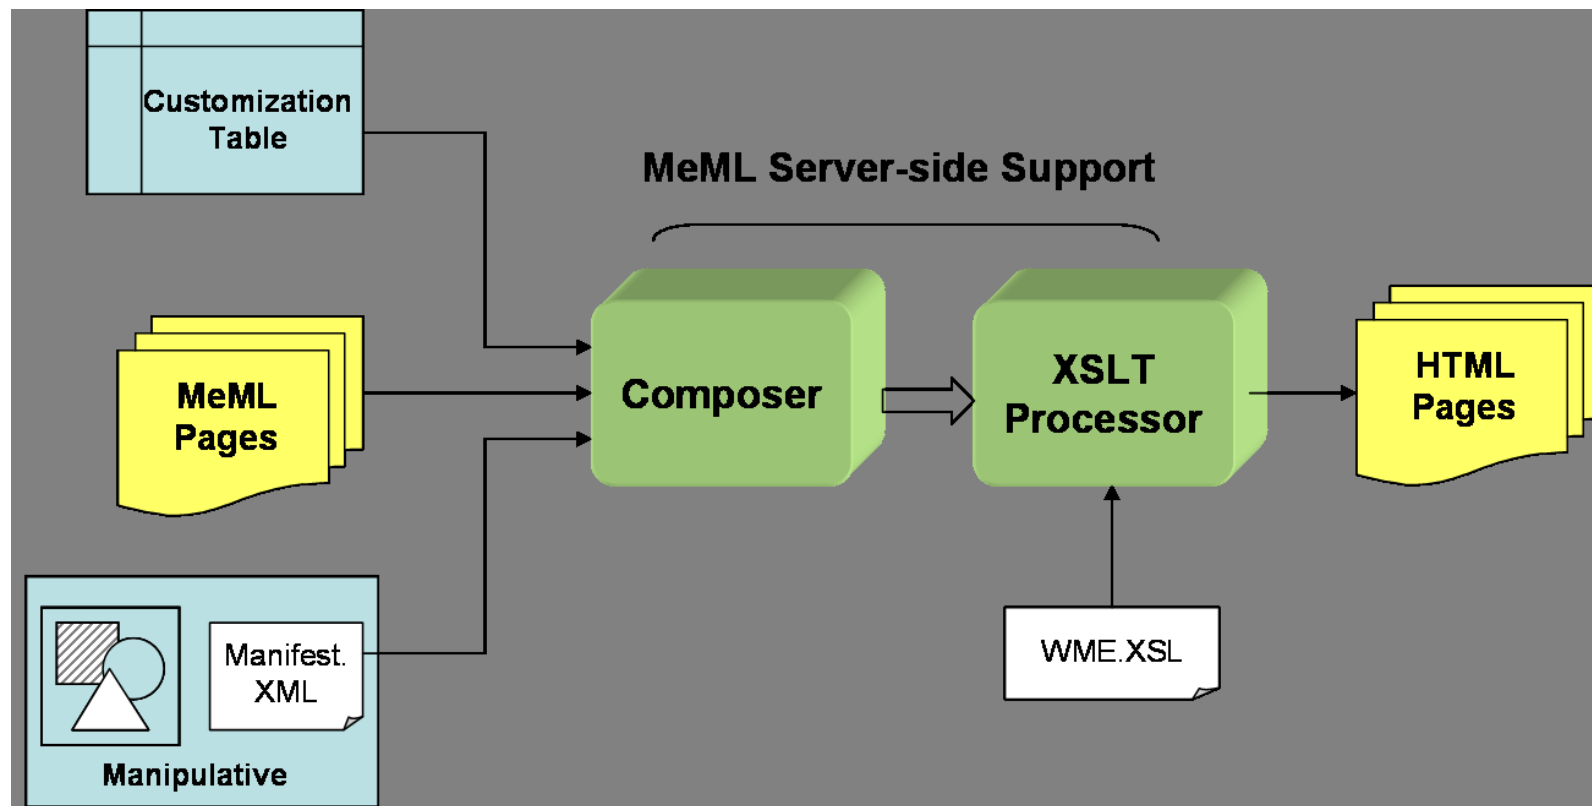 Customization
Table
MeML Server-side Support
MeML
Pages
Composer
XSLT
Processor
HTML
Pages
Manifest.
XML
WME.XSL
Manipulative